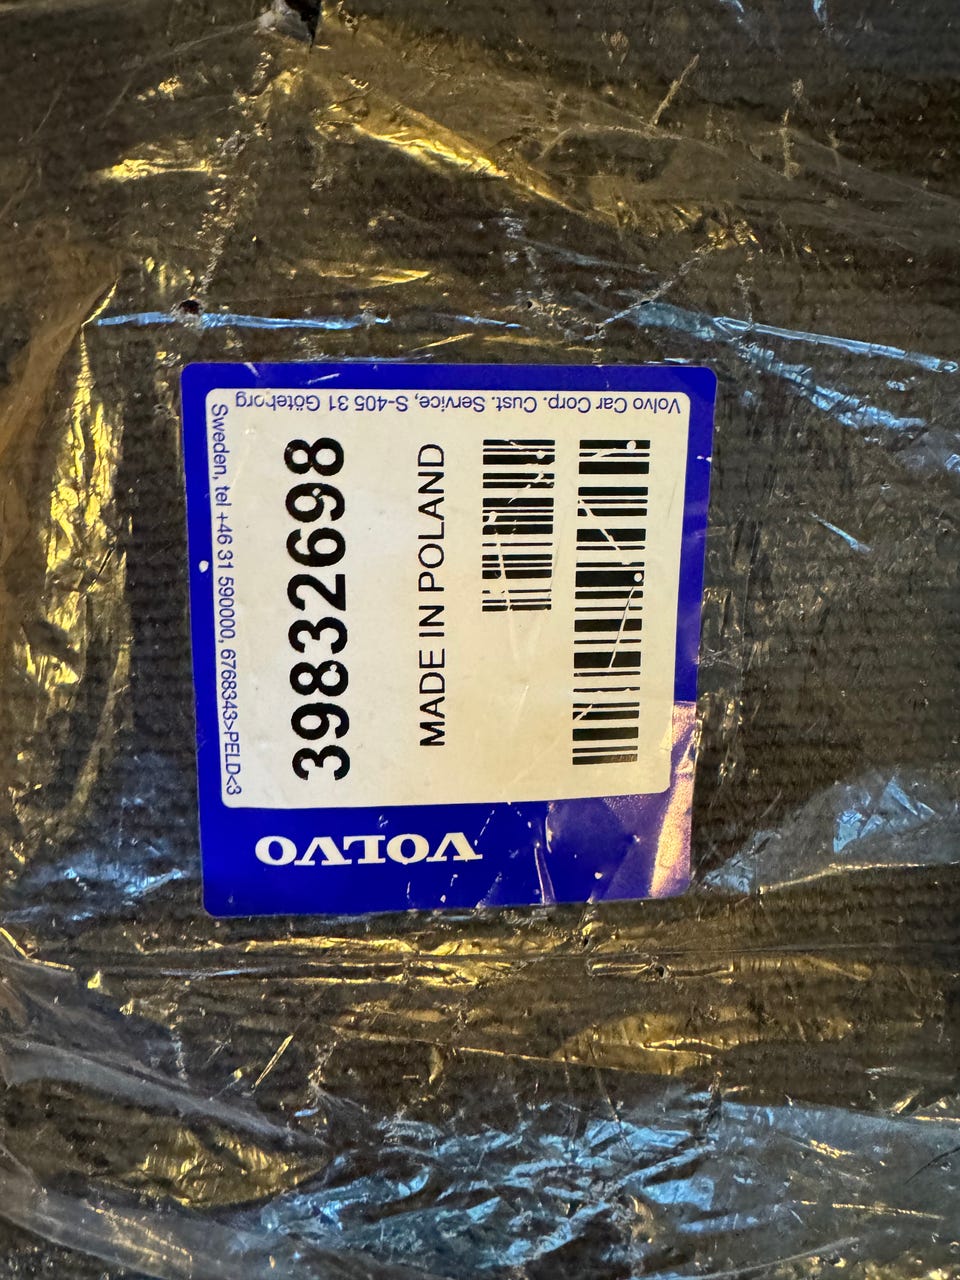 VOLVO
39832698
MADE IN POLAND
Volvo Car Corp. Cust. Service, S-405 31 Göteborg
Sweden, tel +46 31 590000, 6768343>PELD<3